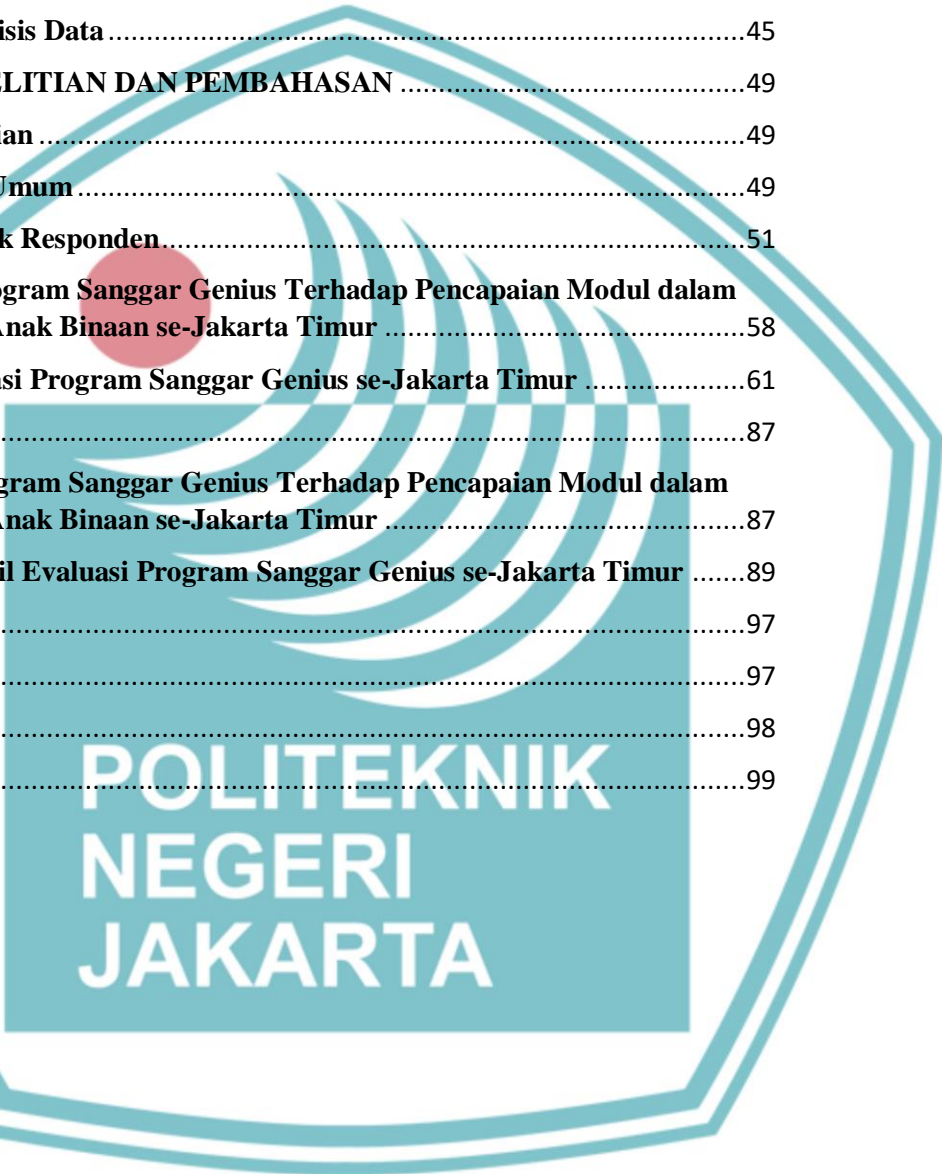 isis Data ........................................................................................45
ELITIAN DAN PEMBAHASAN ................................................49
ian ..................................................................................................49
Umum ............................................................................................49
k Responden ..................................................................................51
ogram Sanggar Genius Terhadap Pencapaian Modul dalam
Anak Binaan se-Jakarta Timur ..................................................58
asi Program Sanggar Genius se-Jakarta Timur .......................61
........................................................................................................87
gram Sanggar Genius Terhadap Pencapaian Modul dalam
Anak Binaan se-Jakarta Timur ..................................................87
il Evaluasi Program Sanggar Genius se-Jakarta Timur .......89
........................................................................................................97
........................................................................................................97
........................................................................................................98
........................................................................................................99
POLITEKNIK
NEGERI
JAKARTA